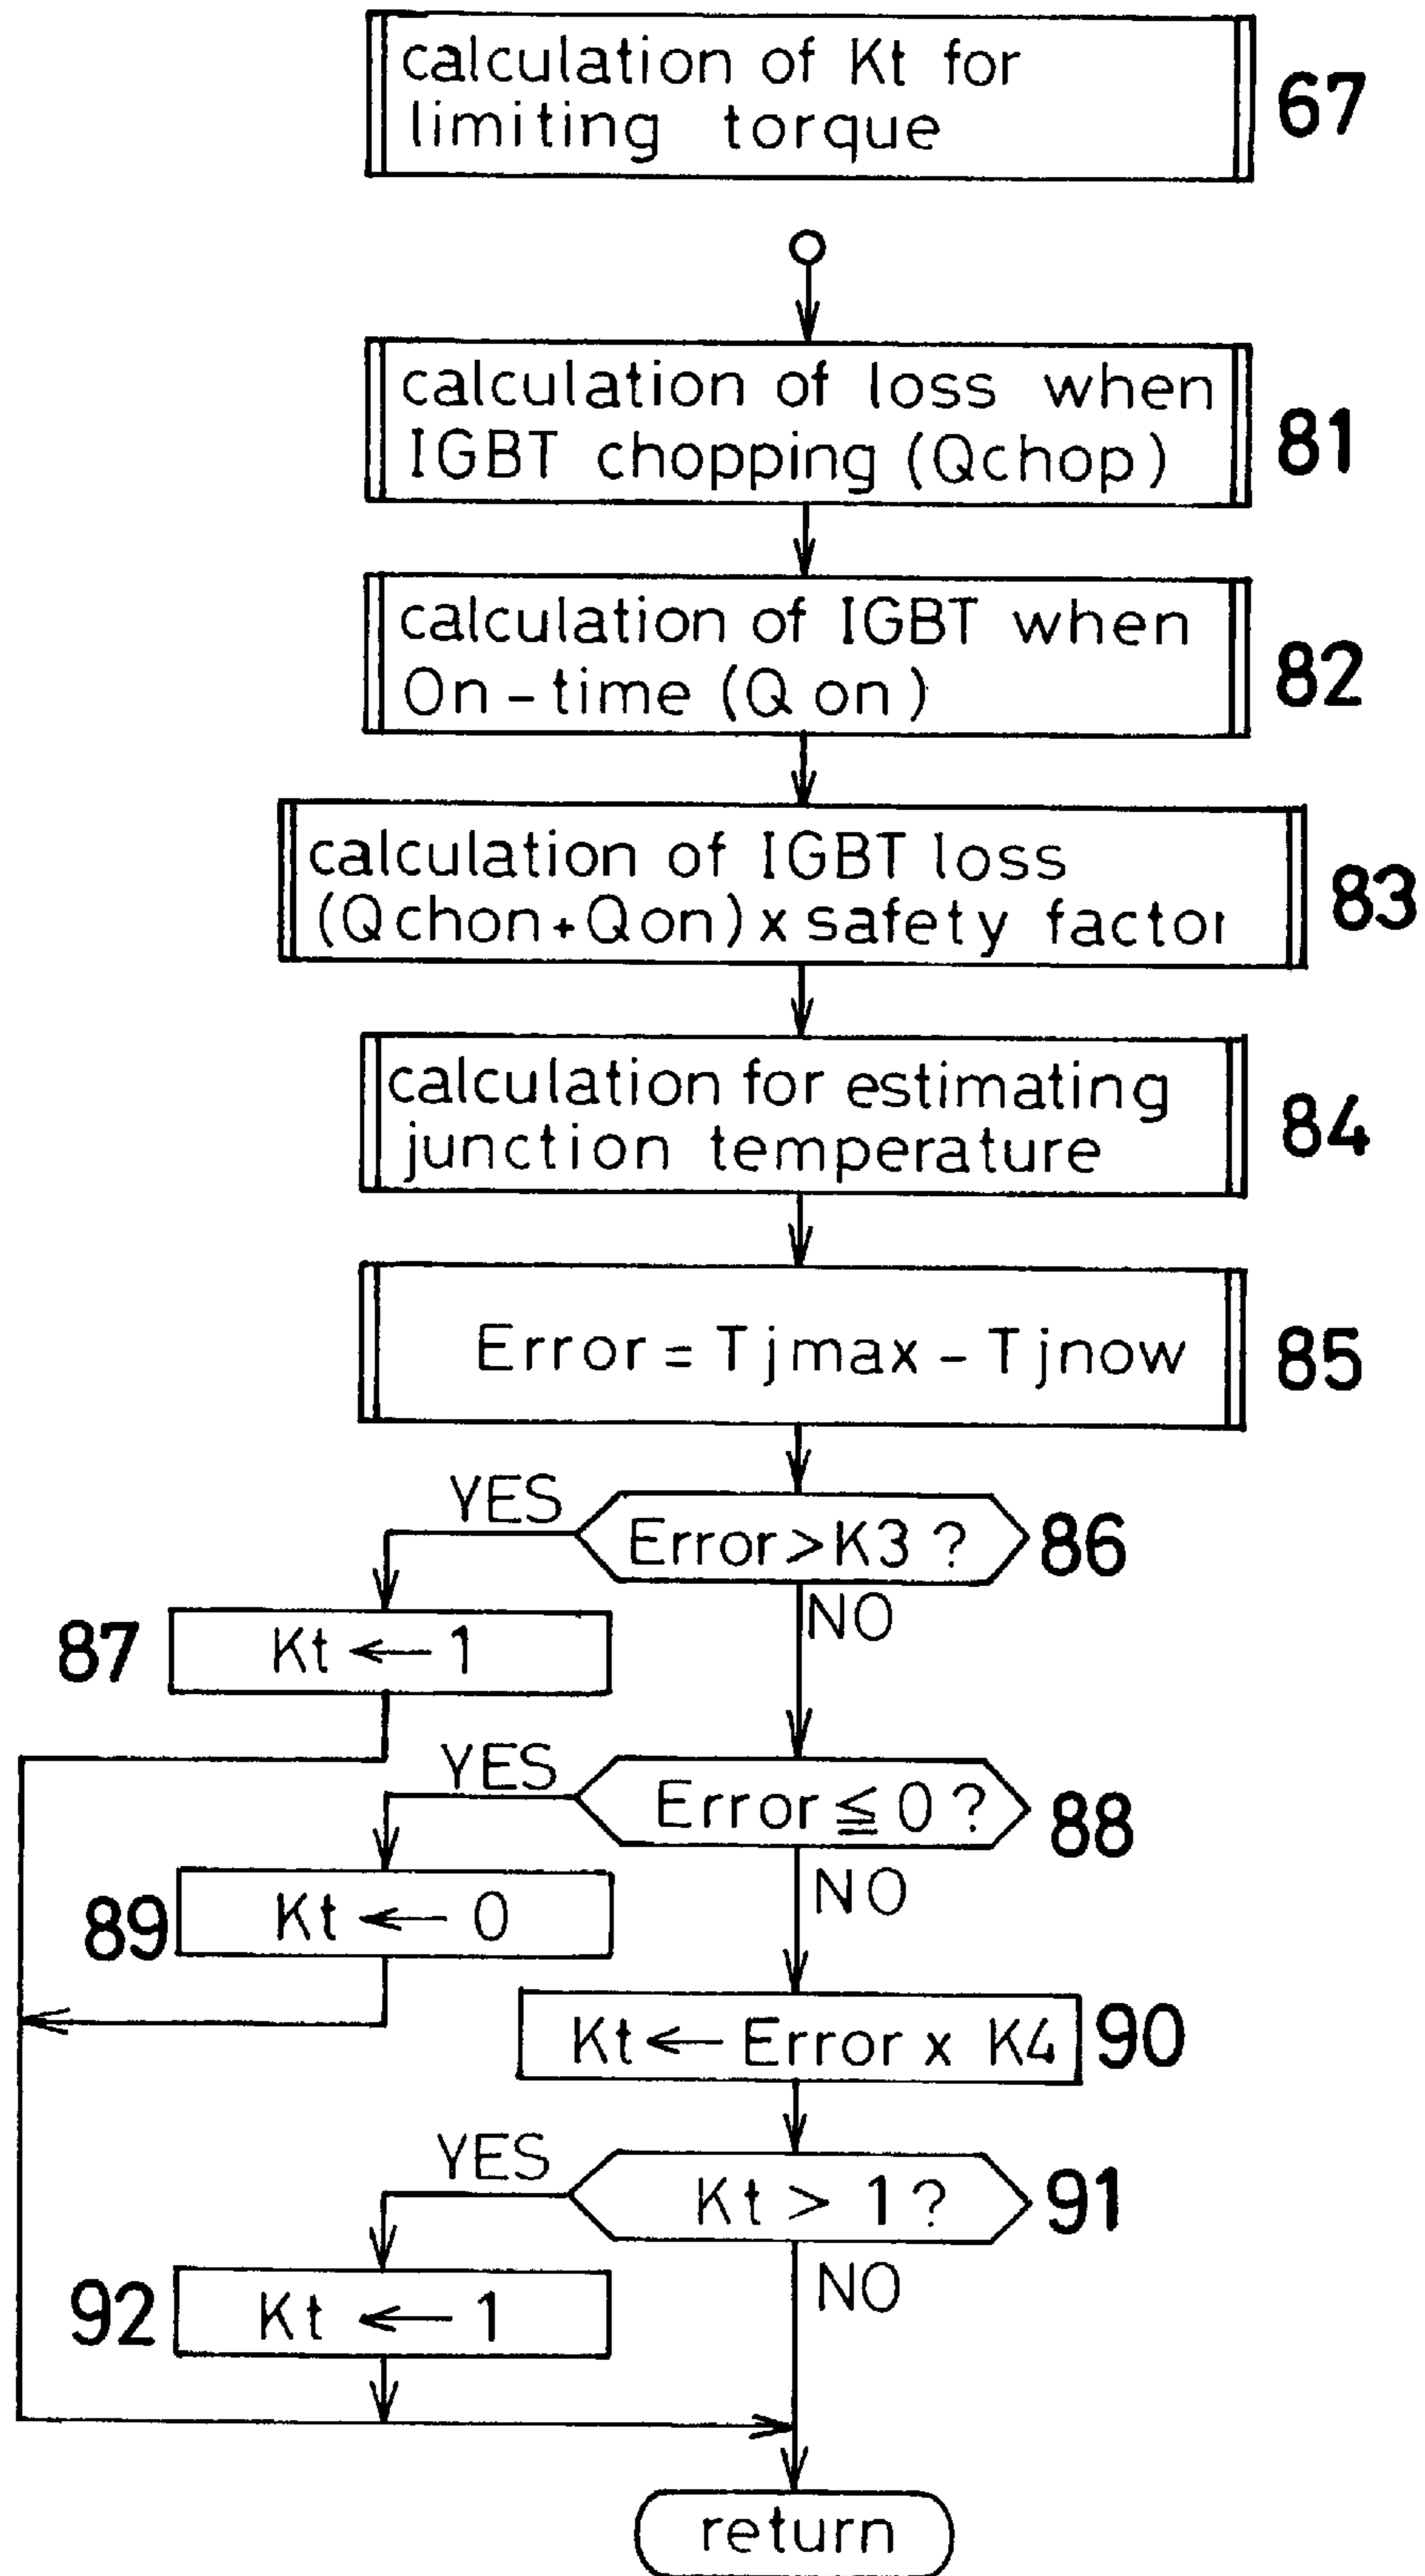 calculation of Kt for
limiting torque
67
calculation of loss when
IGBT chopping (Qchop)
81
calculation of IGBT when
On-time (Q on)
82
calculation of IGBT loss
(Qchon+Qon) x safety factor
83
calculation for estimating
junction temperature
84
Error = Tjmax - Tjnow
85
YES
Error>K3 ?
86
NO
87
Kt ← 1
YES
Error ≦ 0 ?
88
NO
89
Kt ← 0
Kt ← Error x K4
90
YES
Kt > 1 ?
91
NO
92
Kt ← 1
return